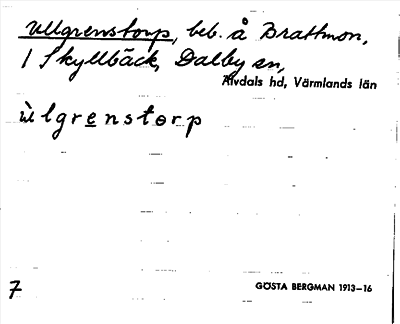 Ullgrenstorp, beb. å Brattmon,
1 Skyllbäck, Dalby sn,
Älvdals hd, Värmlands län
ùlgrenstorp
7
GÖSTA BERGMAN 1913–16